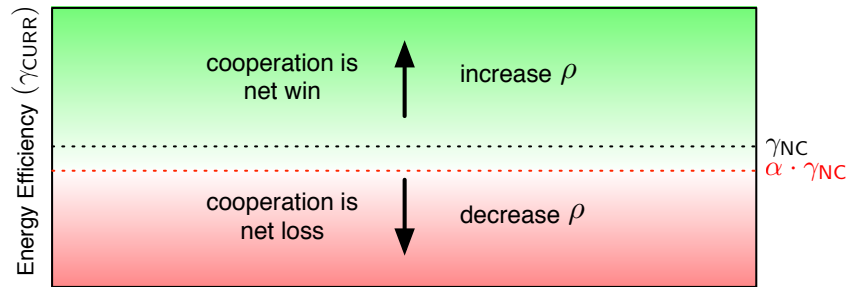 Energy Efficiency (γCURR)
cooperation is
net win
increase ρ
γNC
α · γNC
cooperation is
net loss
decrease ρ